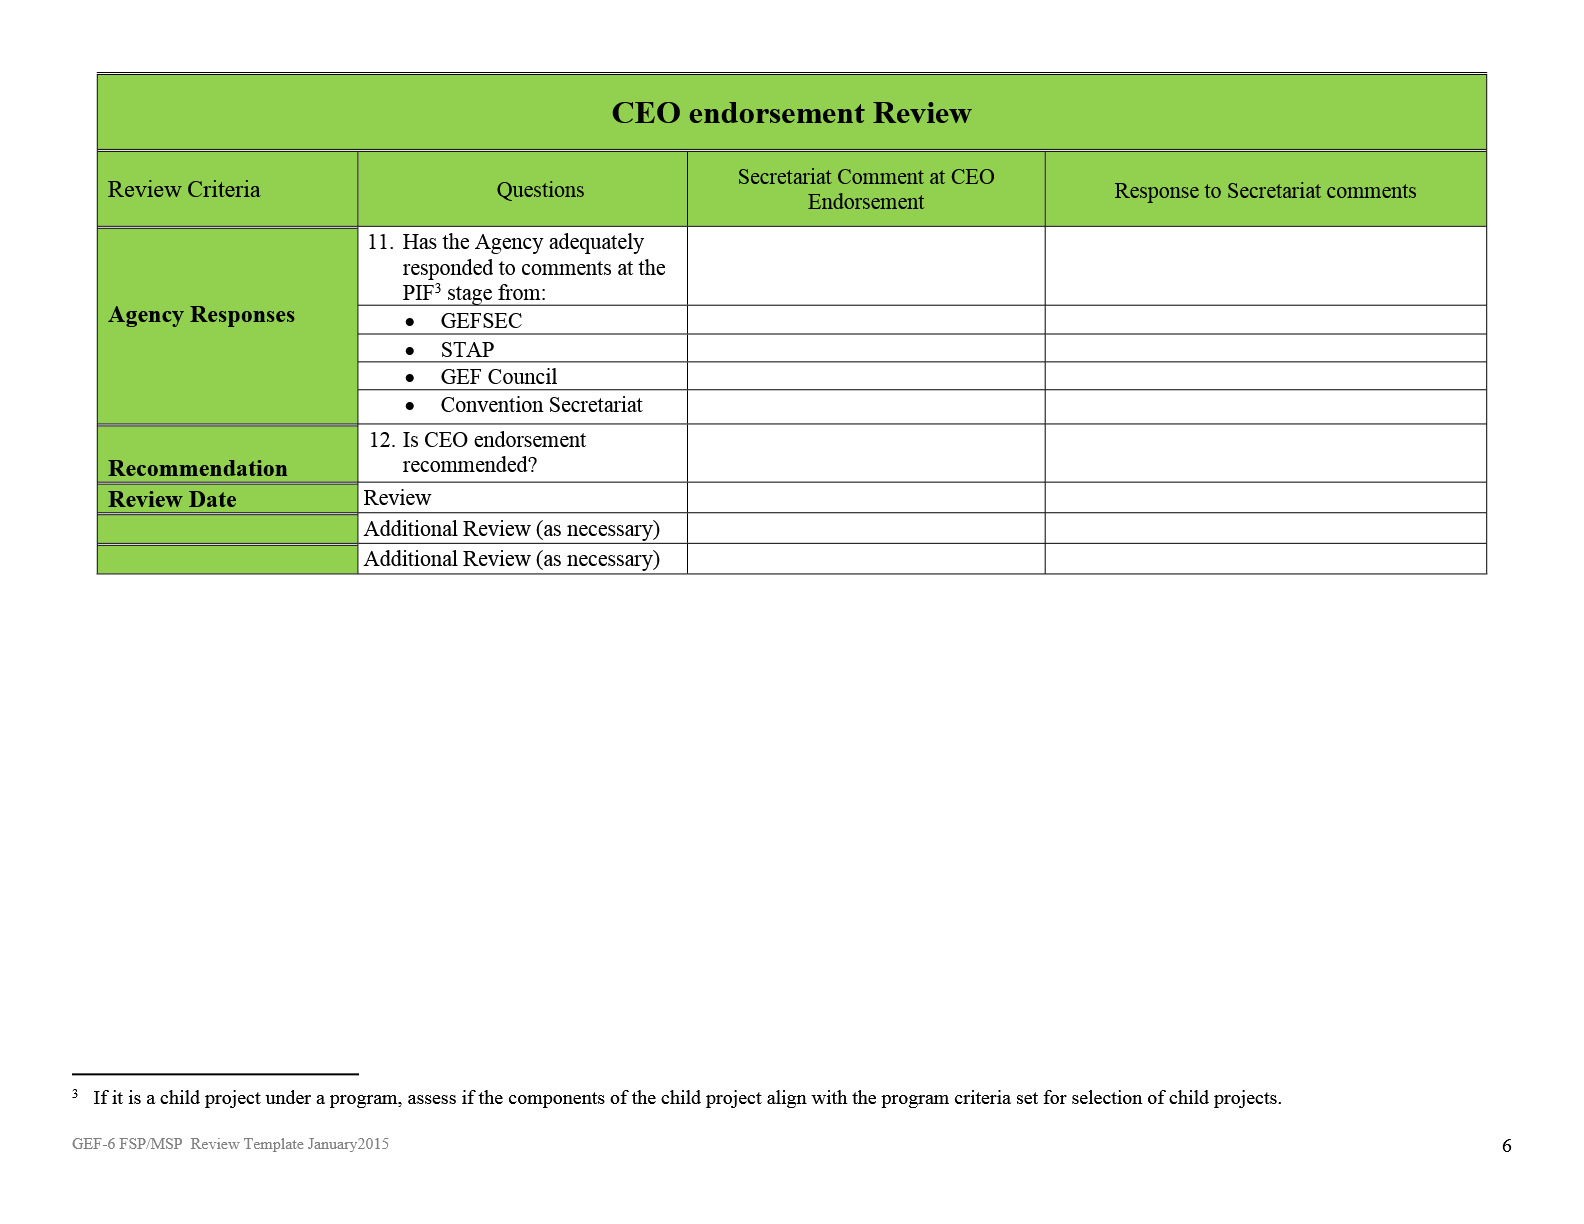 CEO endorsement Review
Review Criteria
Questions
Secretariat Comment at CEO
Endorsement
Response to Secretariat comments
Agency Responses
11. Has the Agency adequately
responded to comments at the
PIF3 stage from:
• GEFSEC
• STAP
• GEF Council
• Convention Secretariat
Recommendation
12. Is CEO endorsement
recommended?
Review Date
Review
Additional Review (as necessary)
Additional Review (as necessary)
3 If it is a child project under a program, assess if the components of the child project align with the program criteria set for selection of child projects.
GEF-6 FSP/MSP Review Template January2015
6